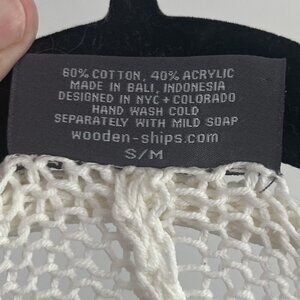 60% COTTON, 40% ACRYLIC
MADE IN BALI, INDONESIA
DESIGNED IN NYC + COLORADO
HAND WASH COLD
SEPARATELY WITH MILD SOAP
wooden-ships.com
S/M